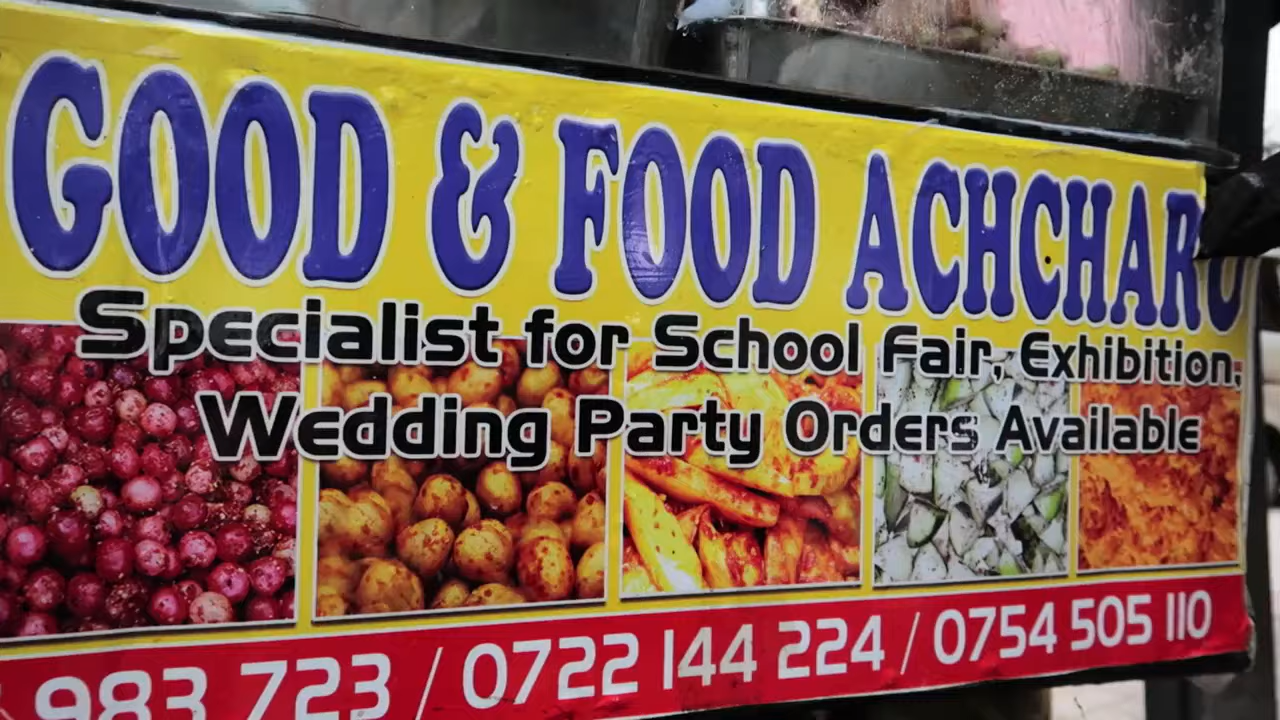 GOOD & FOOD ACHCHARU
Specialist for School Fair, Exhibition,
Wedding Party Orders Available
983 723 / 0722 144 224 / 0754 505 110